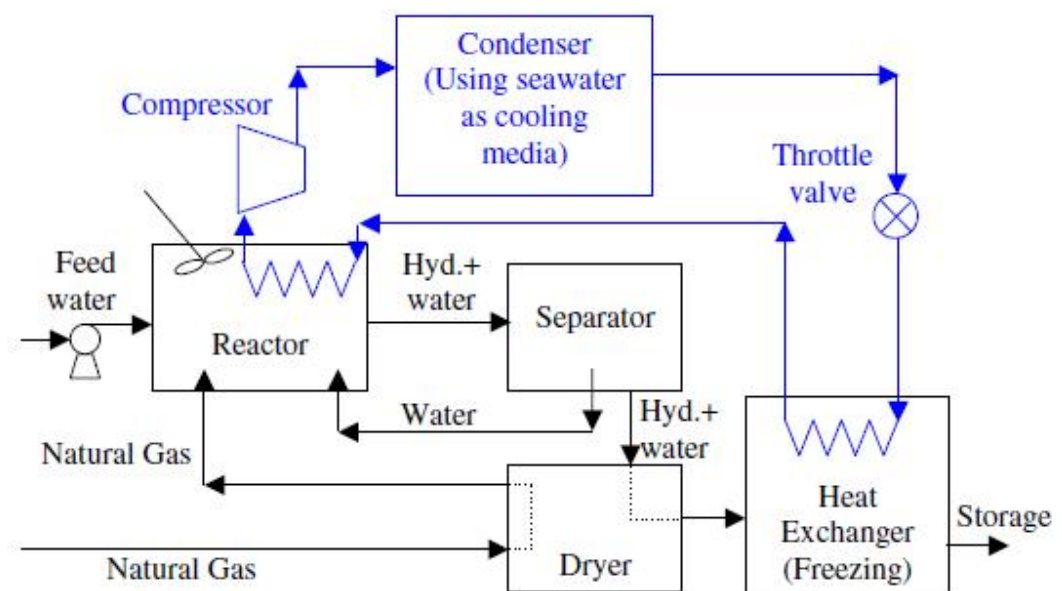 Condenser
(Using seawater
as cooling
media)
Compressor
Throttle
valve
Feed
water
Hyd.+
water
Separator
Reactor
Water
Hyd.+
water
Natural Gas
Heat
Exchanger
(Freezing)
Storage
Dryer
Natural Gas